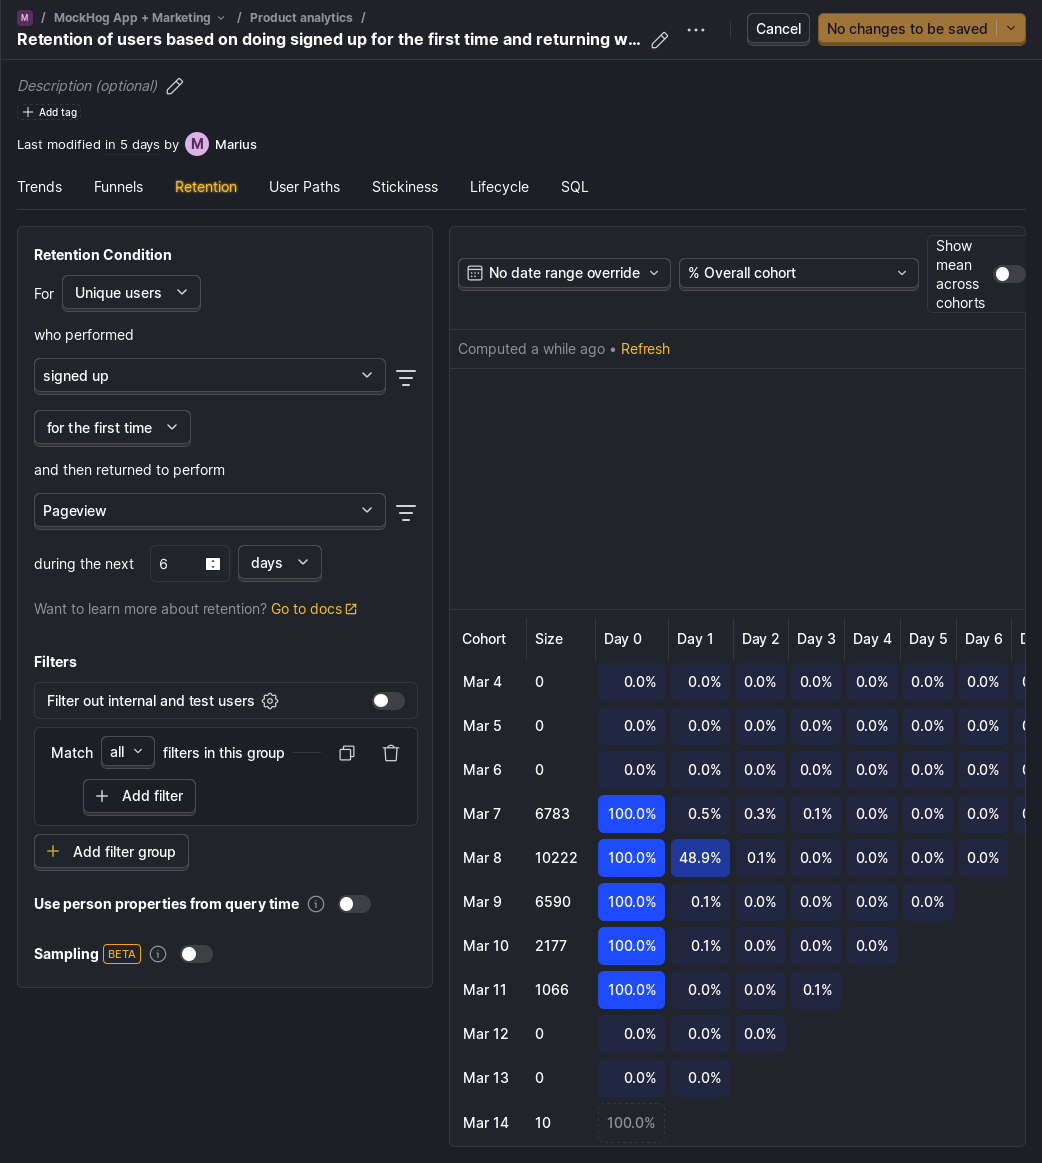 M / MockHog App + Marketing / Product analytics /
Retention of users based on doing signed up for the first time and returning w...
Cancel
No changes to be saved
Description (optional)
Add tag
Last modified in 5 days by M Marius
Trends Funnels Retention User Paths Stickiness Lifecycle SQL
Retention Condition
For Unique users
who performed
signed up
for the first time
and then returned to perform
Pageview
during the next 6 days
Want to learn more about retention? Go to docs
Filters
Filter out internal and test users
Match all filters in this group
Add filter
Add filter group
Use person properties from query time
Sampling BETA
No date range override
% Overall cohort
Show
mean
across
cohorts
Computed a while ago • Refresh
Cohort Size Day 0 Day 1 Day 2 Day 3 Day 4 Day 5 Day 6
Mar 4 0 0.0% 0.0% 0.0% 0.0% 0.0% 0.0% 0.0%
Mar 5 0 0.0% 0.0% 0.0% 0.0% 0.0% 0.0% 0.0%
Mar 6 0 0.0% 0.0% 0.0% 0.0% 0.0% 0.0% 0.0%
Mar 7 6783 100.0% 0.5% 0.3% 0.1% 0.0% 0.0% 0.0%
Mar 8 10222 100.0% 48.9% 0.1% 0.0% 0.0% 0.0% 0.0%
Mar 9 6590 100.0% 0.1% 0.0% 0.0% 0.0% 0.0%
Mar 10 2177 100.0% 0.1% 0.0% 0.0% 0.0%
Mar 11 1066 100.0% 0.0% 0.0% 0.1%
Mar 12 0 0.0% 0.0% 0.0%
Mar 13 0 0.0% 0.0%
Mar 14 10 100.0%